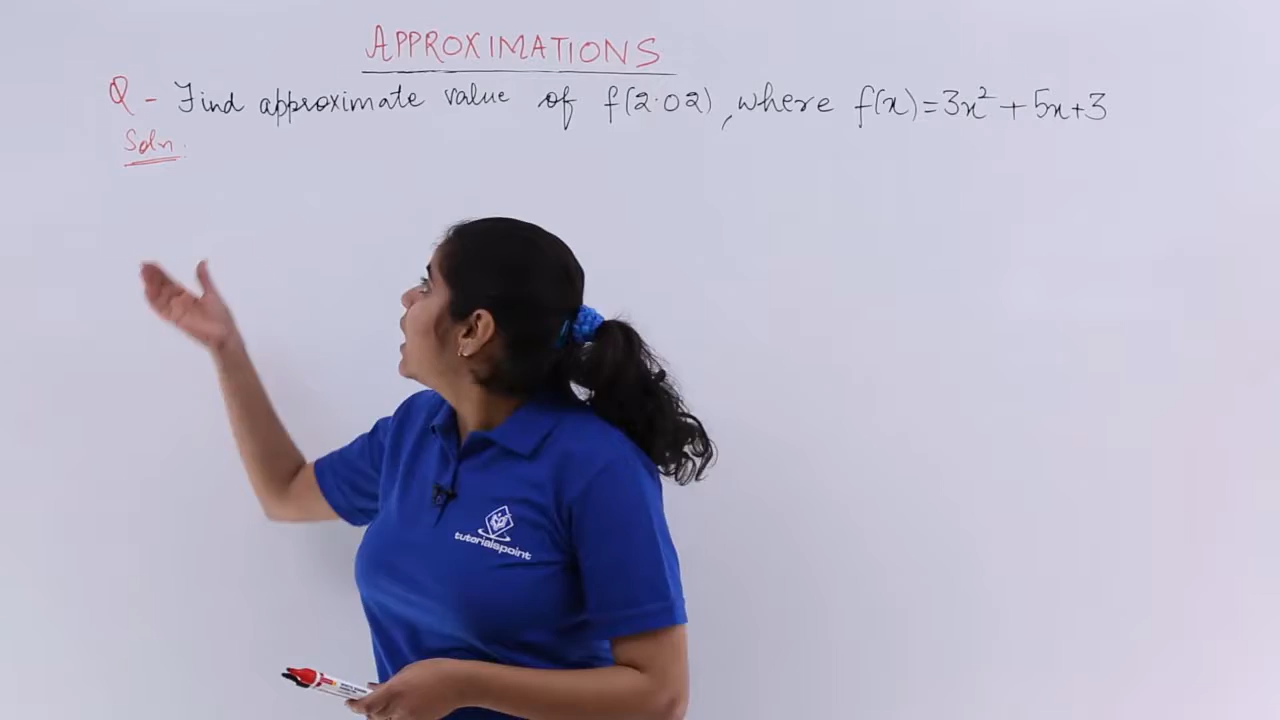 APPROXIMATIONS
Q - Find approximate value of f(2.02), where f(x)=3x²+5x+3
Soln.
tutorialspoint